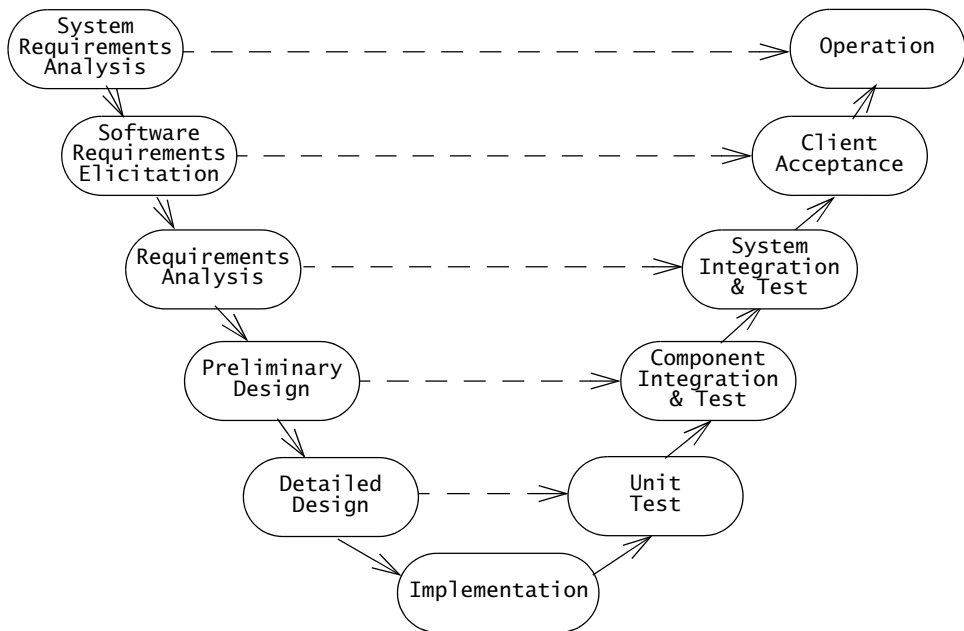 System
Requirements
Analysis
Operation
Software
Requirements
Elicitation
Client
Acceptance
Requirements
Analysis
System
Integration
& Test
Preliminary
Design
Component
Integration
& Test
Detailed
Design
Unit
Test
Implementation